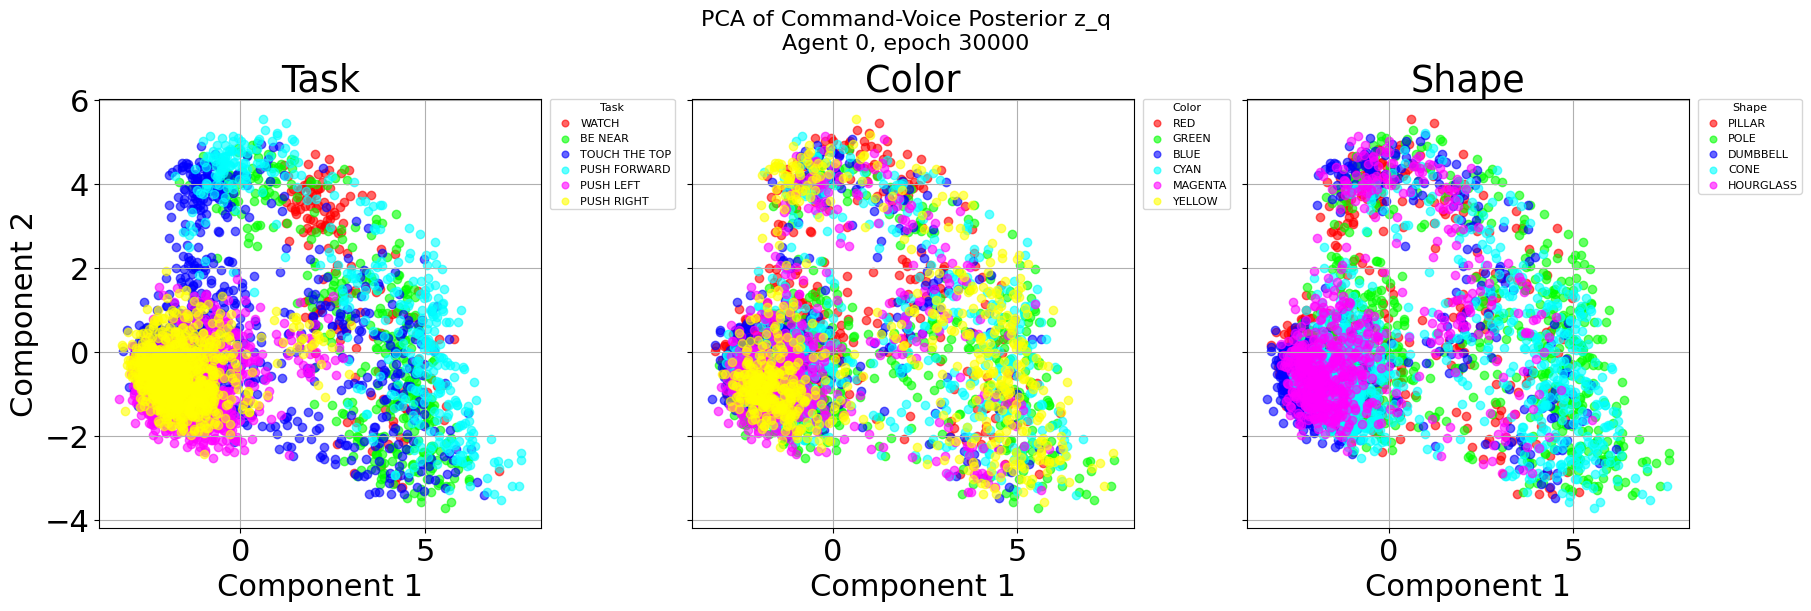 PCA of Command-Voice Posterior z_q
Agent 0, epoch 30000
Task
Color
Shape
Component 2
6
4
2
0
−2
−4
0
5
Component 1
0
5
Component 1
0
5
Component 1
Task
WATCH
BE NEAR
TOUCH THE TOP
PUSH FORWARD
PUSH LEFT
PUSH RIGHT
Color
RED
GREEN
BLUE
CYAN
MAGENTA
YELLOW
Shape
PILLAR
POLE
DUMBBELL
CONE
HOURGLASS